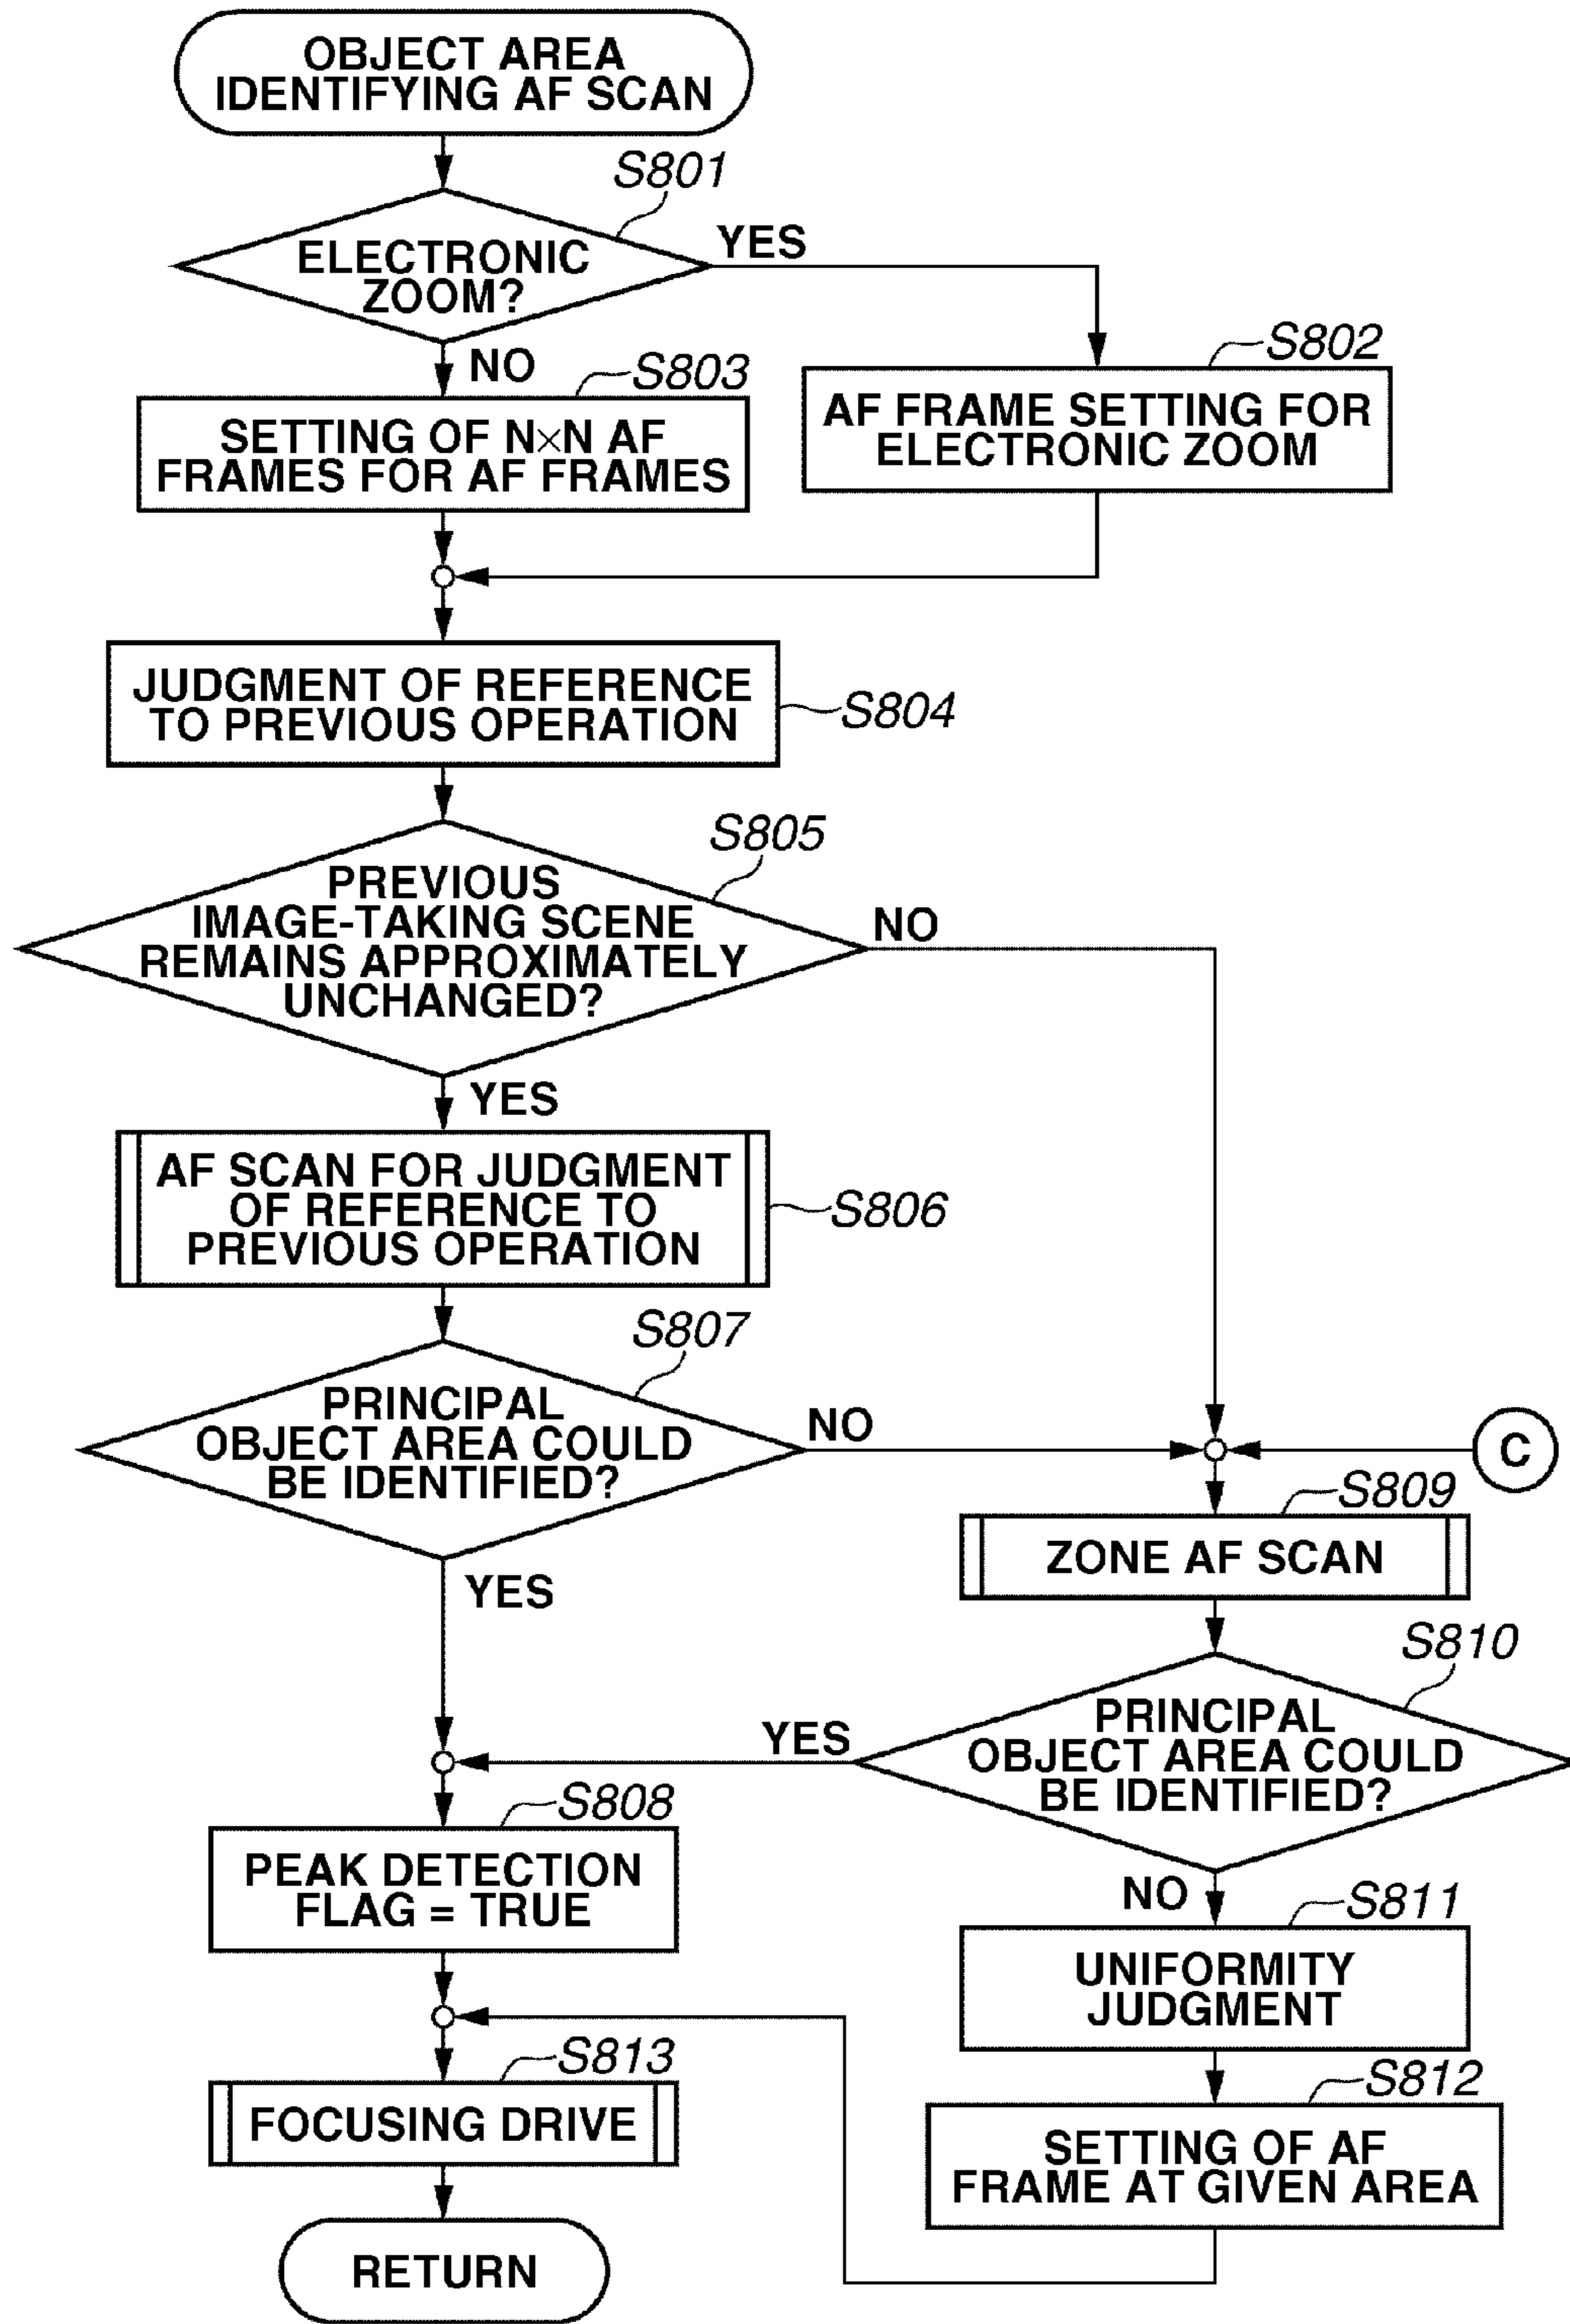 OBJECT AREA
IDENTIFYING AF SCAN
S801
ELECTRONIC
ZOOM?
YES
NO
S802
AF FRAME SETTING FOR
ELECTRONIC ZOOM
S803
SETTING OF N×N AF
FRAMES FOR AF FRAMES
JUDGMENT OF REFERENCE
TO PREVIOUS OPERATION
S804
S805
PREVIOUS
IMAGE-TAKING SCENE
REMAINS APPROXIMATELY
UNCHANGED?
NO
YES
AF SCAN FOR JUDGMENT
OF REFERENCE TO
PREVIOUS OPERATION
S806
S807
PRINCIPAL
OBJECT AREA COULD
BE IDENTIFIED?
NO
C
YES
S809
ZONE AF SCAN
S810
PRINCIPAL
OBJECT AREA COULD
BE IDENTIFIED?
YES
NO
S808
PEAK DETECTION
FLAG = TRUE
S811
UNIFORMITY
JUDGMENT
S812
SETTING OF AF
FRAME AT GIVEN AREA
S813
FOCUSING DRIVE
RETURN